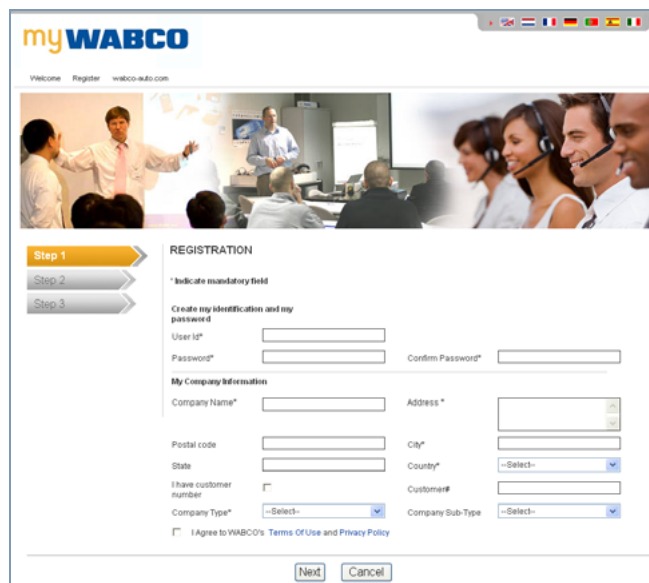 myWABCO
Welcome Register wabco-auto.com
Step 1
Step 2
Step 3
REGISTRATION
* Indicate mandatory field
Create my identification and my
password
User Id*
Password* Confirm Password*
My Company Information
Company Name* Address *
Postal code City*
State Country* --Select--
I have customer
number Customer#
Company Type* --Select-- Company Sub-Type --Select--
I Agree to WABCO's Terms Of Use and Privacy Policy
Next Cancel